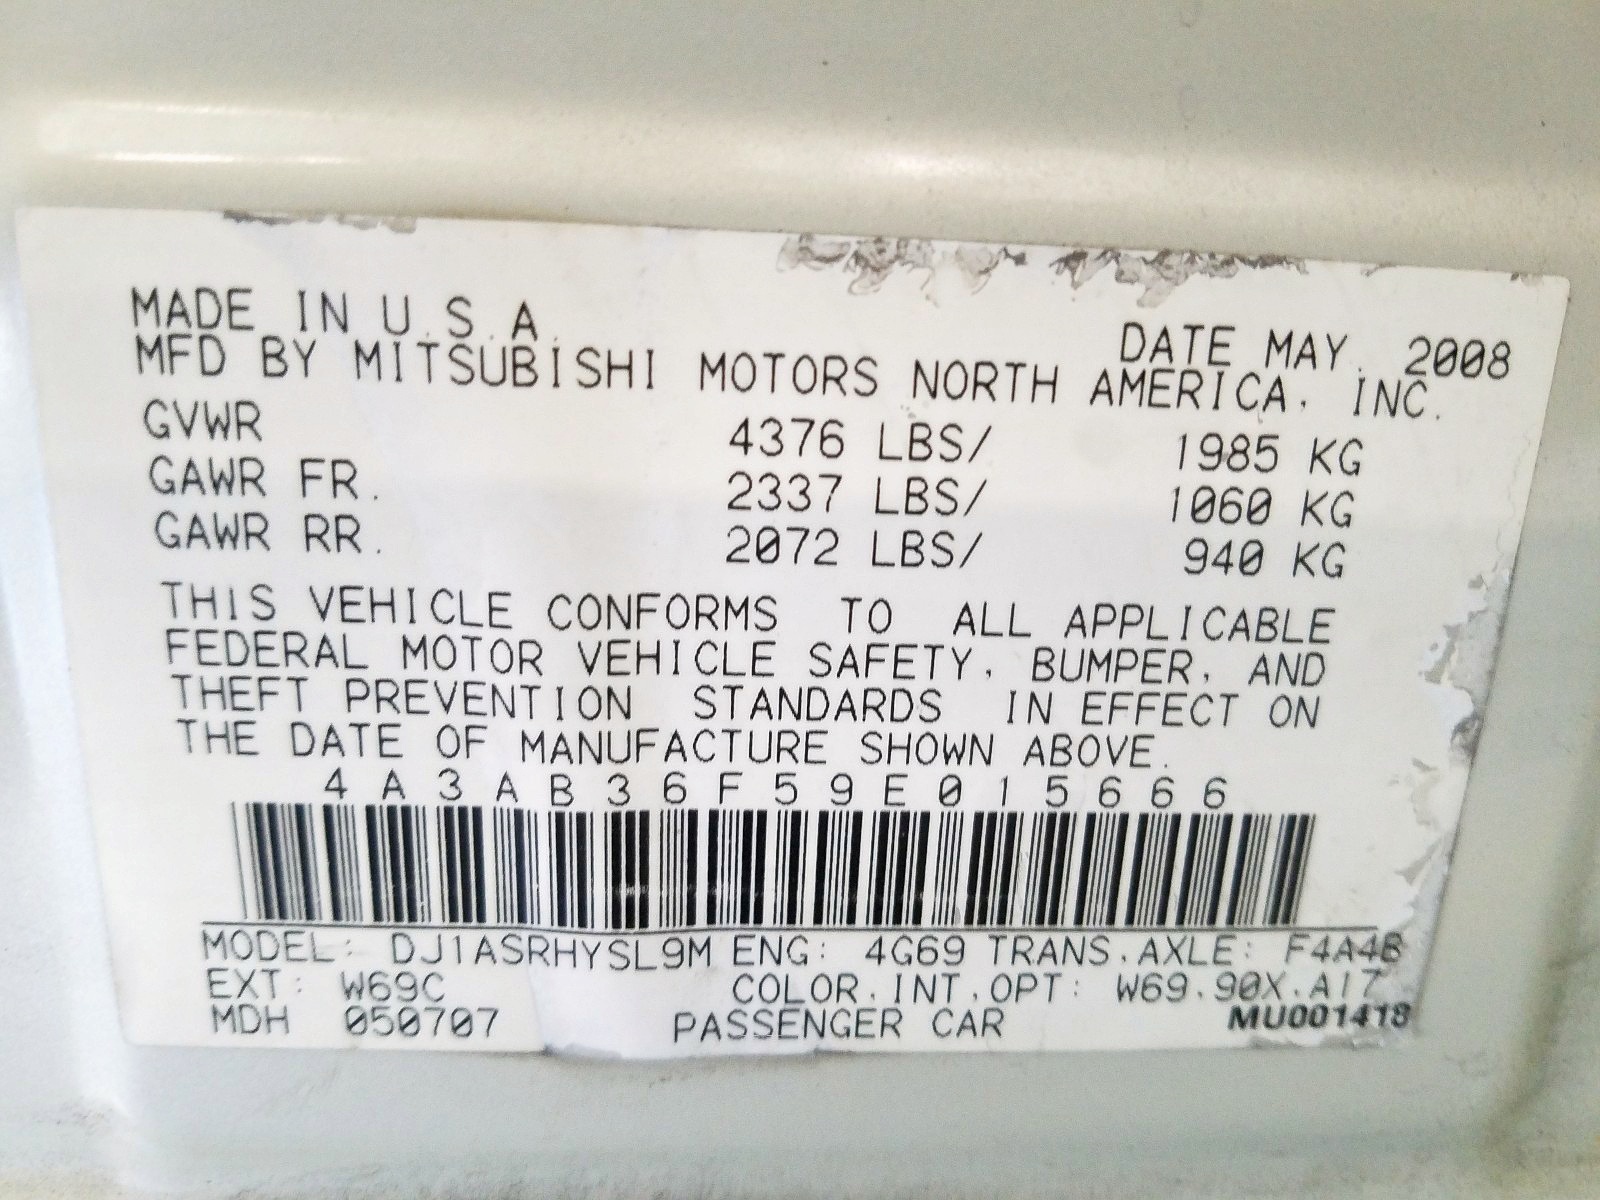 MADE IN U.S.A. DATE MAY. 2008
MFD BY MITSUBISHI MOTORS NORTH AMERICA, INC.
GVWR 4376 LBS/ 1985 KG
GAWR FR. 2337 LBS/ 1060 KG
GAWR RR. 2072 LBS/ 940 KG
THIS VEHICLE CONFORMS TO ALL APPLICABLE
FEDERAL MOTOR VEHICLE SAFETY, BUMPER, AND
THEFT PREVENTION STANDARDS IN EFFECT ON
THE DATE OF MANUFACTURE SHOWN ABOVE.
4A3AB36F59E015666
MODEL: DJ1ASRHYSL9M ENG: 4G69 TRANS.AXLE: F4A4B
EXT: W69C COLOR.INT.OPT: W69.90X.A17
MDH 050707 PASSENGER CAR MU001418